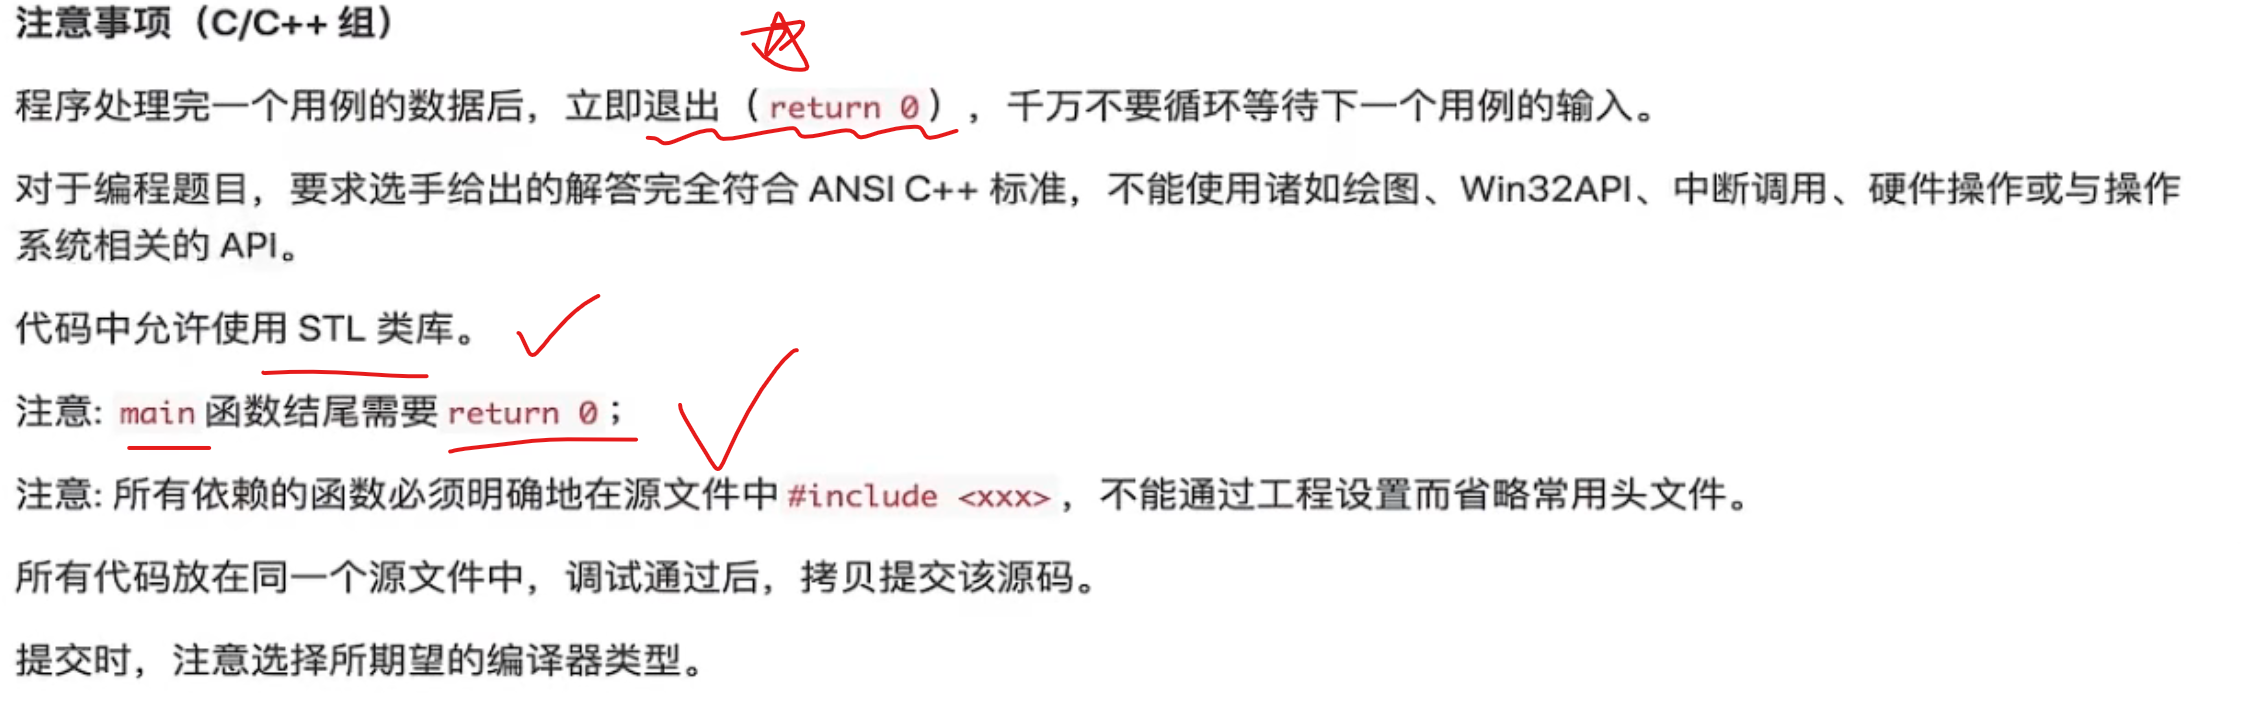 注意事项（C/C++ 组）
程序处理完一个用例的数据后，立即退出（return 0），千万不要循环等待下一个用例的输入。
对于编程题目，要求选手给出的解答完全符合 ANSI C++ 标准，不能使用诸如绘图、Win32API、中断调用、硬件操作或与操作
系统相关的 API。
代码中允许使用 STL 类库。
注意: main 函数结尾需要 return 0；
注意: 所有依赖的函数必须明确地在源文件中 #include <xxx>，不能通过工程设置而省略常用头文件。
所有代码放在同一个源文件中，调试通过后，拷贝提交该源码。
提交时，注意选择所期望的编译器类型。